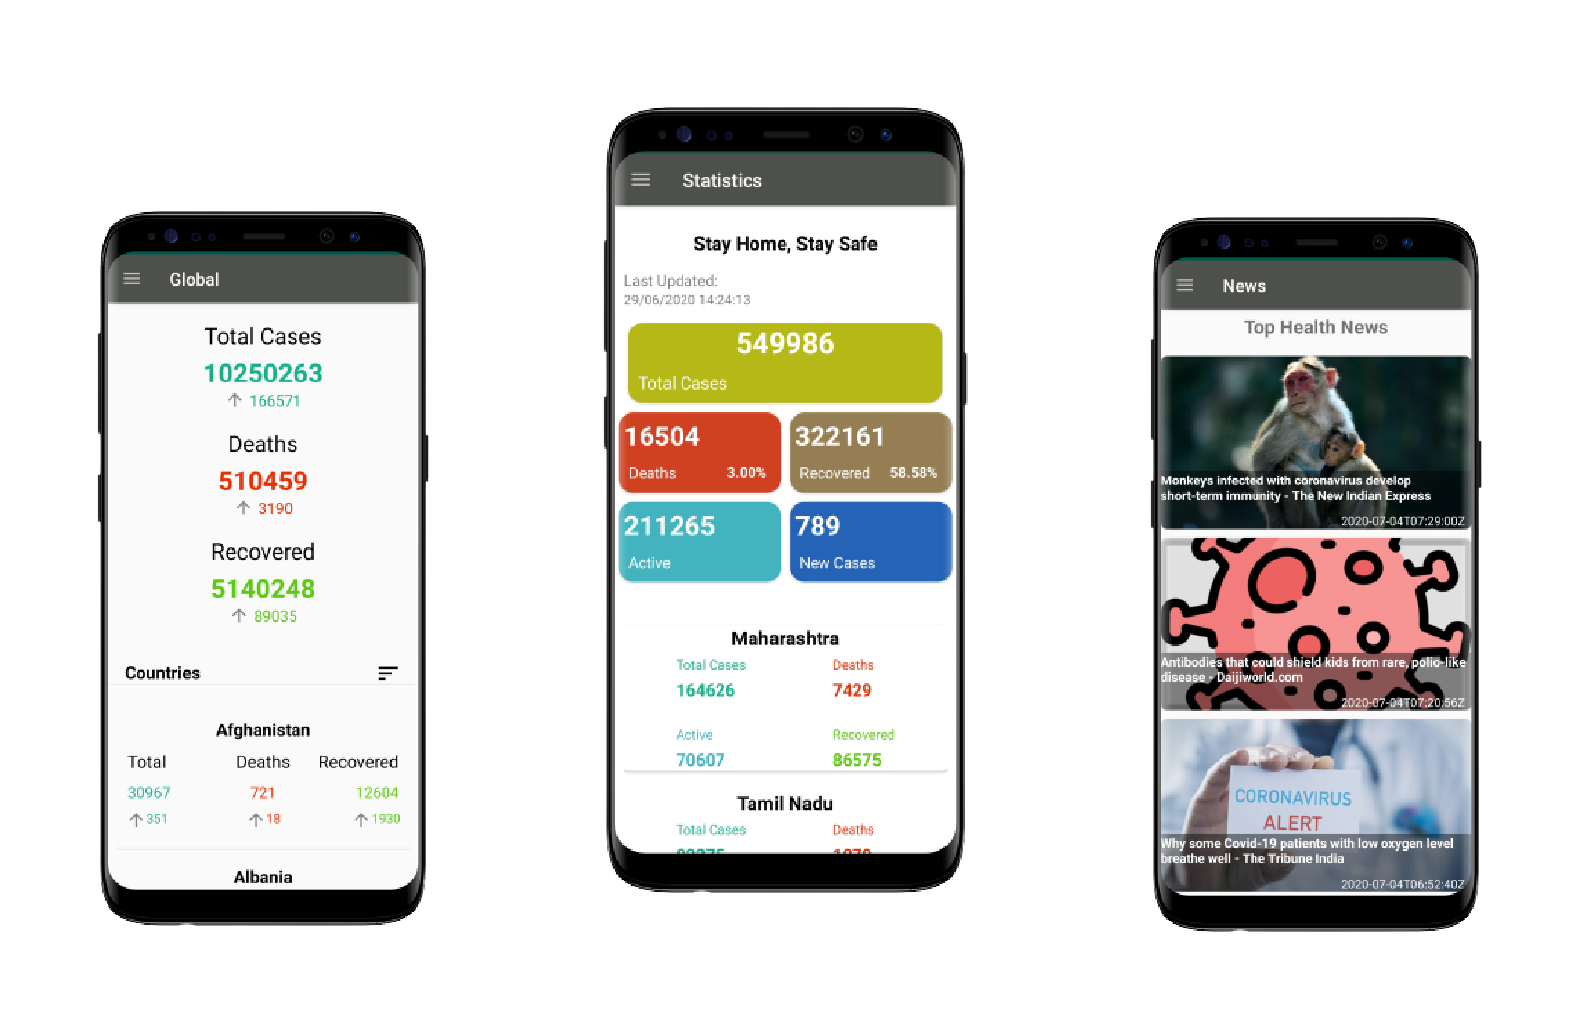 Global
Total Cases
10250263
166571
Deaths
510459
3190
Recovered
5140248
89035
Countries
Afghanistan
Total Deaths Recovered
30967 721 12604
351 18 1930
Albania
Statistics
Stay Home, Stay Safe
Last Updated:
29/06/2020 14:24:13
549986
Total Cases
16504
Deaths 3.00%
322161
Recovered 58.58%
211265
Active
789
New Cases
Maharashtra
Total Cases Deaths
164626 7429
Active Recovered
70607 86575
Tamil Nadu
Total Cases Deaths
News
Top Health News
Monkeys infected with coronavirus develop
short-term immunity - The New Indian Express
2020-07-04T07:29:00Z
Antibodies that could shield kids from rare, polio-like
disease - Daijiworld.com
2020-07-04T07:20:56Z
CORONAVIRUS
ALERT
Why some Covid-19 patients with low oxygen level
breathe well - The Tribune India
2020-07-04T06:52:40Z